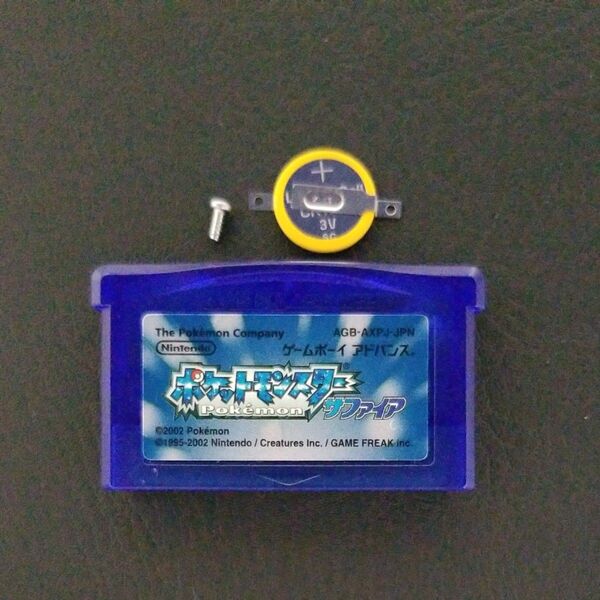 +
3V
The Pokémon Company
AGB-AXPJ-JPN
Nintendo
ゲームボーイ アドバンス®
ポケットモンスター
Pokémon
サファイア
©2002 Pokémon
©1995-2002 Nintendo / Creatures Inc. / GAME FREAK inc.